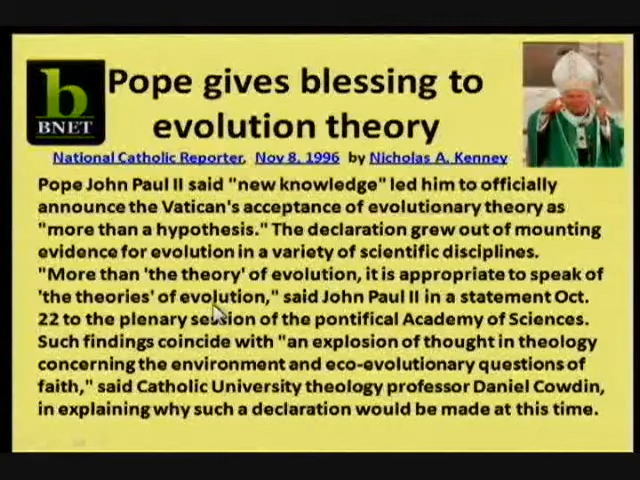 b
BNET
Pope gives blessing to
evolution theory
National Catholic Reporter, Nov 8, 1996 by Nicholas A. Kenney
Pope John Paul II said "new knowledge" led him to officially
announce the Vatican's acceptance of evolutionary theory as
"more than a hypothesis." The declaration grew out of mounting
evidence for evolution in a variety of scientific disciplines.
"More than 'the theory' of evolution, it is appropriate to speak of
'the theories' of evolution," said John Paul II in a statement Oct.
22 to the plenary session of the pontifical Academy of Sciences.
Such findings coincide with "an explosion of thought in theology
concerning the environment and eco-evolutionary questions of
faith," said Catholic University theology professor Daniel Cowdin,
in explaining why such a declaration would be made at this time.